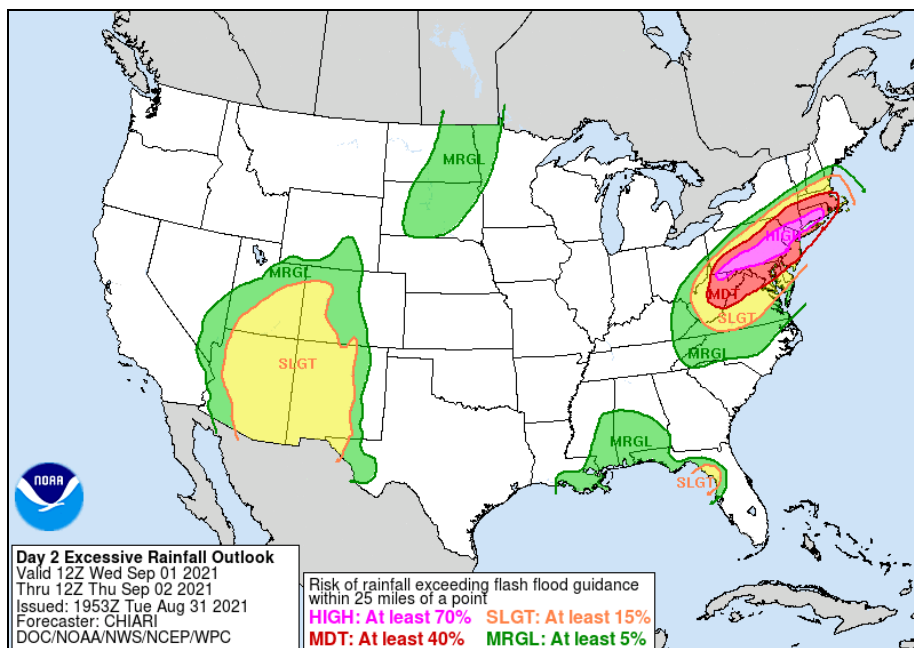 MRGL
HIGH
MRGL
MDT
SLGT
SLGT
MRGL
MRGL
SLGT
NOAA
Day 2 Excessive Rainfall Outlook
Valid 12Z Wed Sep 01 2021
Thru 12Z Thu Sep 02 2021
Issued: 1953Z Tue Aug 31 2021
Forecaster: CHIARI
DOC/NOAA/NWS/NCEP/WPC
Risk of rainfall exceeding flash flood guidance
within 25 miles of a point
HIGH: At least 70% SLGT: At least 15%
MDT: At least 40% MRGL: At least 5%